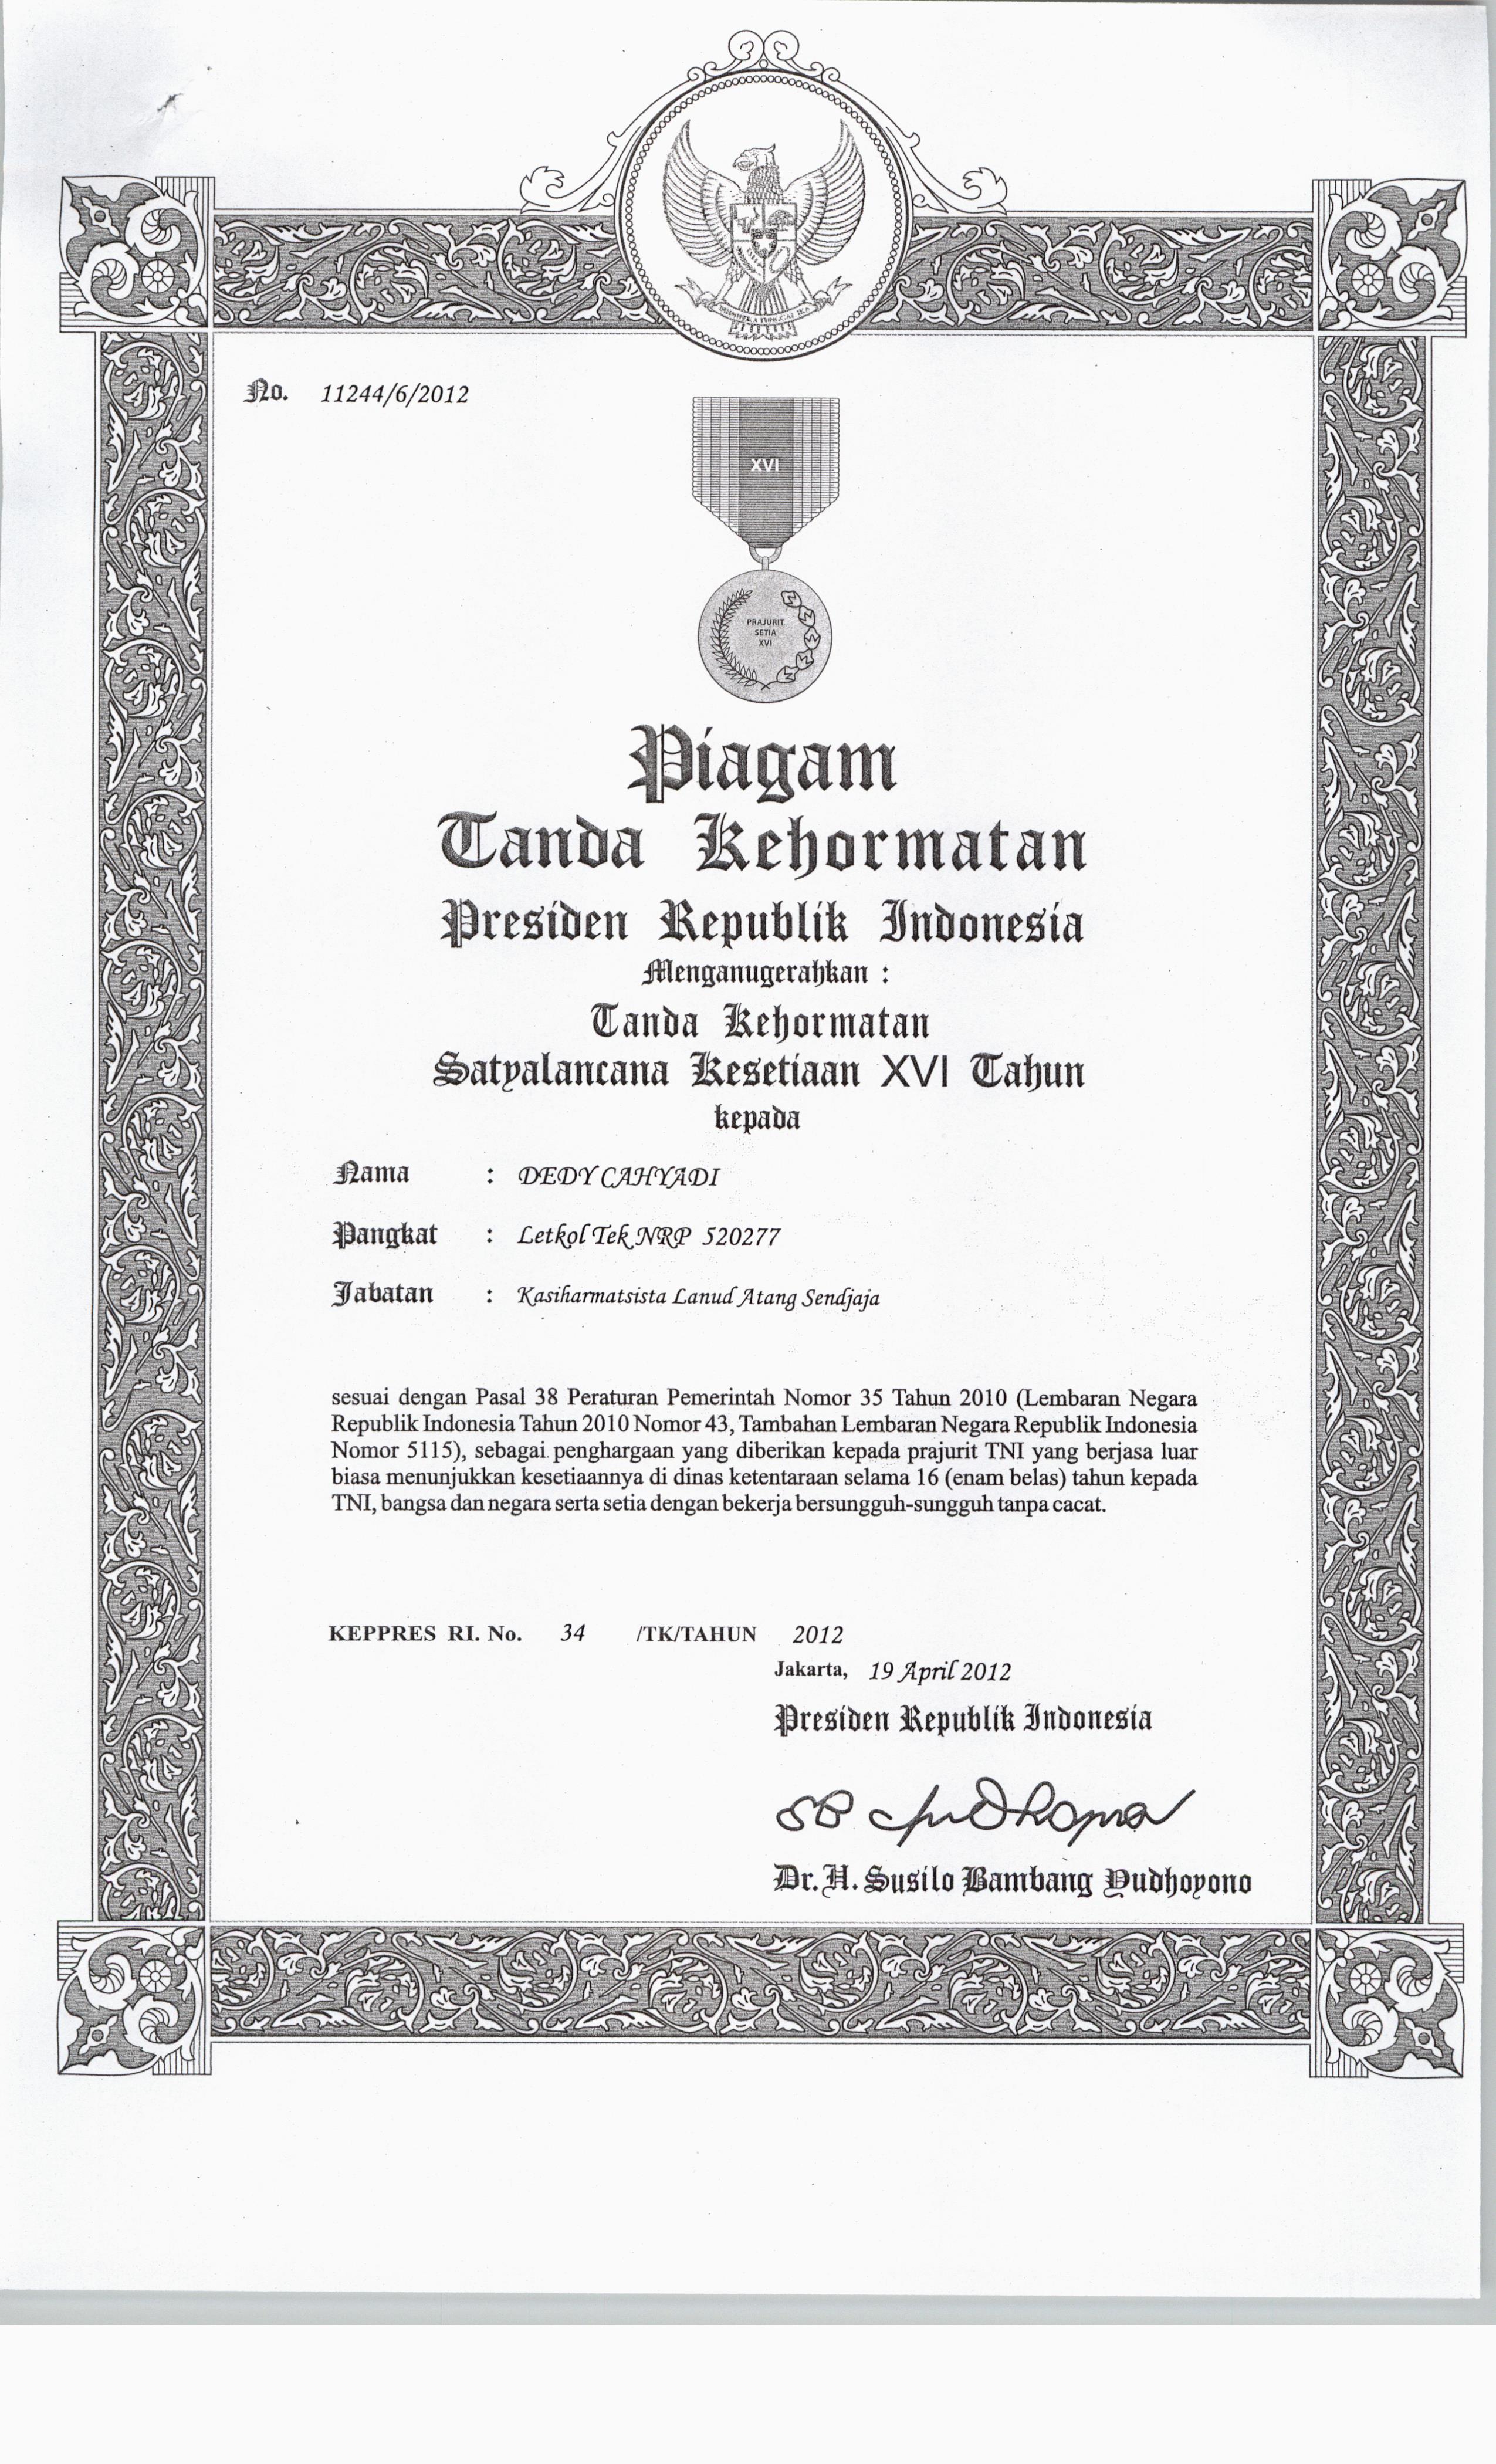 BHINNEKA TUNGGAL IKA
No. 11244/6/2012
XVI
PRAJURIT
SETIA
XVI
Piagam
Tanda Kehormatan
Presiden Republik Indonesia
Menganugerahkan :
Tanda Kehormatan
Satyalancana Kesetiaan XVI Tahun
kepada
Nama : DEDY CAHYADI
Pangkat : Letkol Tek NRP 520277
Jabatan : Kasiharmatsista Lanud Atang Sendjaja
sesuai dengan Pasal 38 Peraturan Pemerintah Nomor 35 Tahun 2010 (Lembaran Negara
Republik Indonesia Tahun 2010 Nomor 43, Tambahan Lembaran Negara Republik Indonesia
Nomor 5115), sebagai penghargaan yang diberikan kepada prajurit TNI yang berjasa luar
biasa menunjukkan kesetiaannya di dinas ketentaraan selama 16 (enam belas) tahun kepada
TNI, bangsa dan negara serta setia dengan bekerja bersungguh-sungguh tanpa cacat.
KEPPRES RI. No. 34 /TK/TAHUN 2012
Jakarta, 19 April 2012
Presiden Republik Indonesia
SB Yudhoyono
Dr. H. Susilo Bambang Yudhoyono